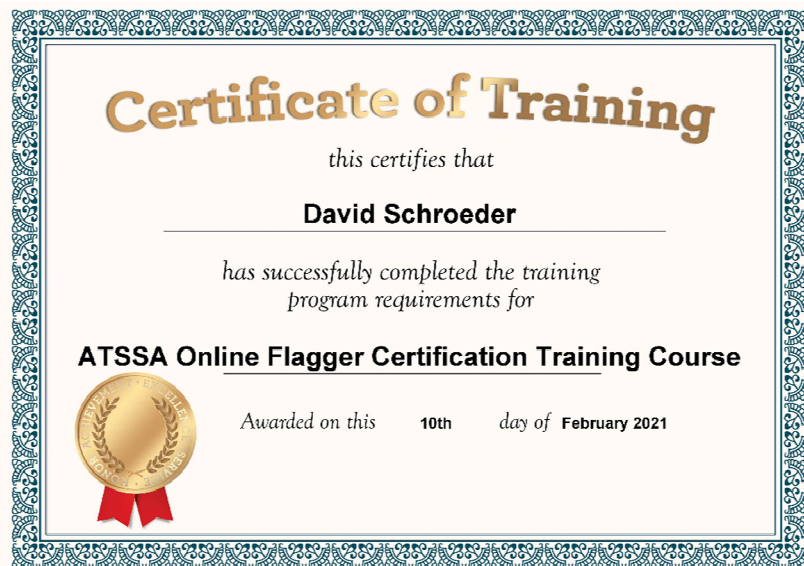 Certificate of Training
this certifies that
David Schroeder
has successfully completed the training
program requirements for
ATSSA Online Flagger Certification Training Course
Awarded on this 10th day of February 2021